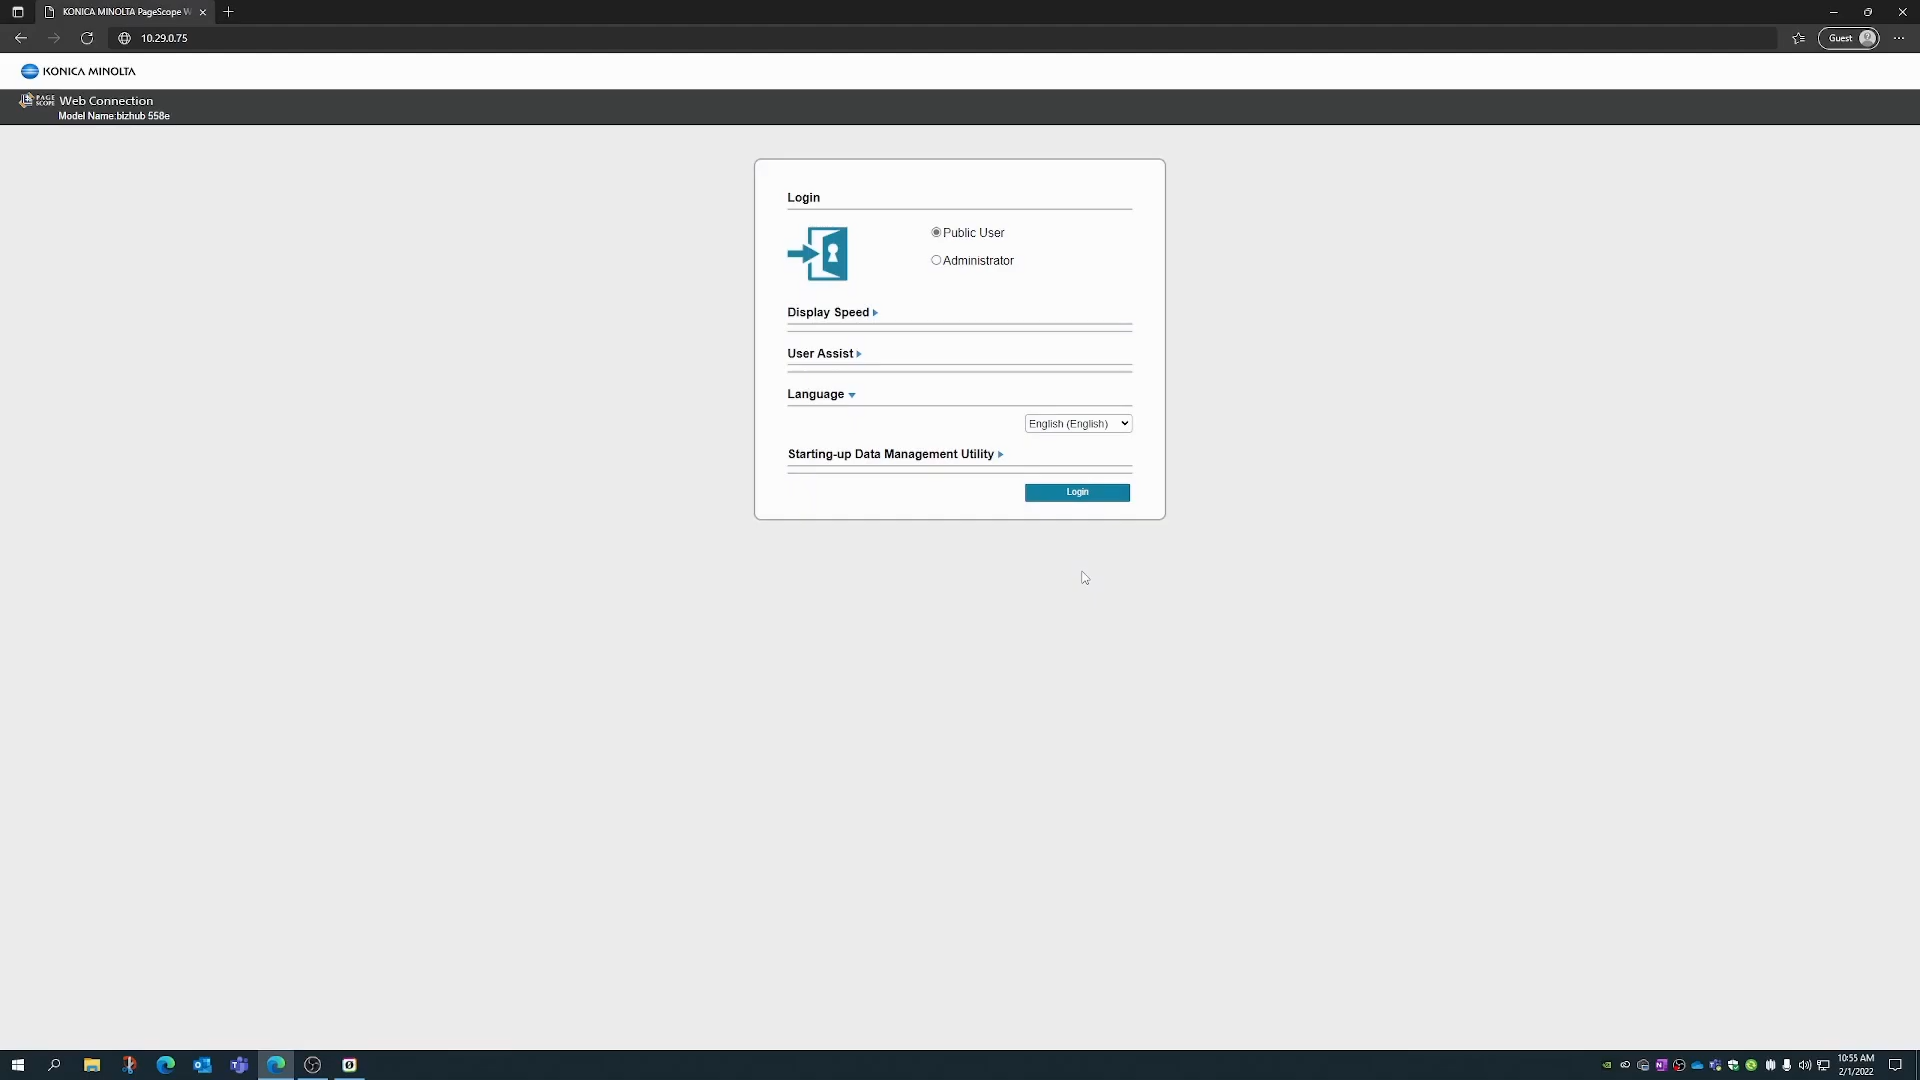 KONICA MINOLTA PageScope W
10.29.0.75
Guest
KONICA MINOLTA
PAGE SCOPE Web Connection
Model Name:bizhub 558e
Login
Public User
Administrator
Display Speed
User Assist
Language
English (English)
Starting-up Data Management Utility
Login
10:55 AM
2/1/2022